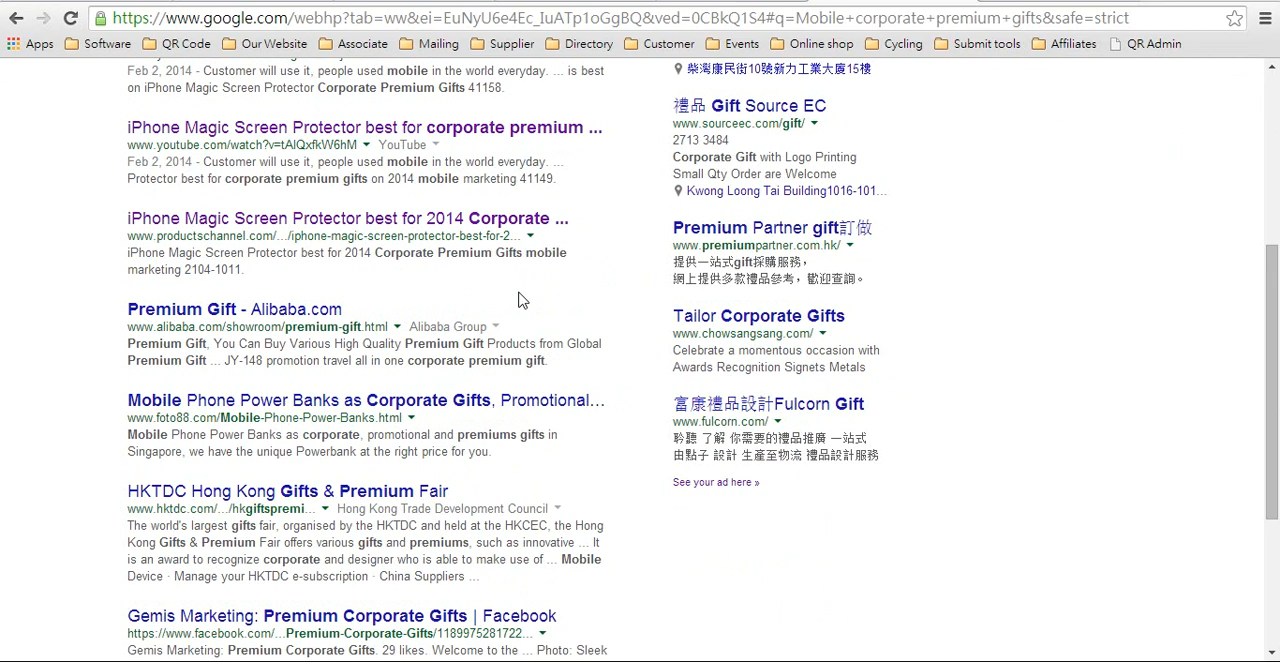 https://www.google.com/webhp?tab=ww&ei=EuNyU6e4Ec_IuATp1oGgBQ&ved=0CBkQ1S4#q=Mobile+corporate+premium+gifts&safe=strict
Apps Software QR Code Our Website Associate Mailing Supplier Directory Customer Events Online shop Cycling Submit tools Affiliates QR Admin
Feb 2, 2014 - Customer will use it, people used mobile in the world everyday. ... is best
on iPhone Magic Screen Protector Corporate Premium Gifts 41158.
iPhone Magic Screen Protector best for corporate premium ...
www.youtube.com/watch?v=tAlQxfkW6hM YouTube
Feb 2, 2014 - Customer will use it, people used mobile in the world everyday. ...
Protector best for corporate premium gifts on 2014 mobile marketing 41149.
iPhone Magic Screen Protector best for 2014 Corporate ...
www.productschannel.com/.../iphone-magic-screen-protector-best-for-2...
iPhone Magic Screen Protector best for 2014 Corporate Premium Gifts mobile
marketing 2104-1011.
Premium Gift - Alibaba.com
www.alibaba.com/showroom/premium-gift.html Alibaba Group
Premium Gift, You Can Buy Various High Quality Premium Gift Products from Global
Premium Gift ... JY-148 promotion travel all in one corporate premium gift.
Mobile Phone Power Banks as Corporate Gifts, Promotional...
www.foto88.com/Mobile-Phone-Power-Banks.html
Mobile Phone Power Banks as corporate, promotional and premiums gifts in
Singapore, we have the unique Powerbank at the right price for you.
HKTDC Hong Kong Gifts & Premium Fair
www.hktdc.com/.../hkgiftspremi... Hong Kong Trade Development Council
The world's largest gifts fair, organised by the HKTDC and held at the HKCEC, the Hong
Kong Gifts & Premium Fair offers various gifts and premiums, such as innovative ... It
is an award to recognize corporate and designer who is able to make use of ... Mobile
Device · Manage your HKTDC e-subscription · China Suppliers ...
Gemis Marketing: Premium Corporate Gifts | Facebook
https://www.facebook.com/...Premium-Corporate-Gifts/1189975281722...
Gemis Marketing: Premium Corporate Gifts. 29 likes. Welcome to the ... Photo: Sleek
柴灣康民街10號新力工業大廈15樓
禮品 Gift Source EC
www.sourceec.com/gift/
2713 3484
Corporate Gift with Logo Printing
Small Qty Order are Welcome
Kwong Loong Tai Building1016-101...
Premium Partner gift訂做
www.premiumpartner.com.hk/
提供一站式gift採購服務,
網上提供多款禮品參考, 歡迎查詢。
Tailor Corporate Gifts
www.chowsangsang.com/
Celebrate a momentous occasion with
Awards Recognition Signets Metals
富康禮品設計Fulcorn Gift
www.fulcorn.com/
聆聽 了解 你需要的禮品推廣 一站式
由點子 設計 生產至物流 禮品設計服務
See your ad here »